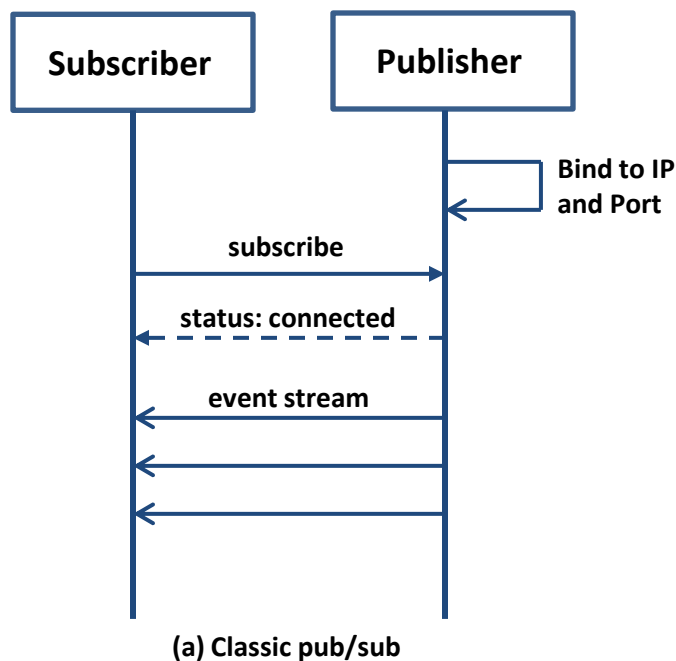 Subscriber
Publisher
Bind to IP
and Port
subscribe
status: connected
event stream
(a) Classic pub/sub